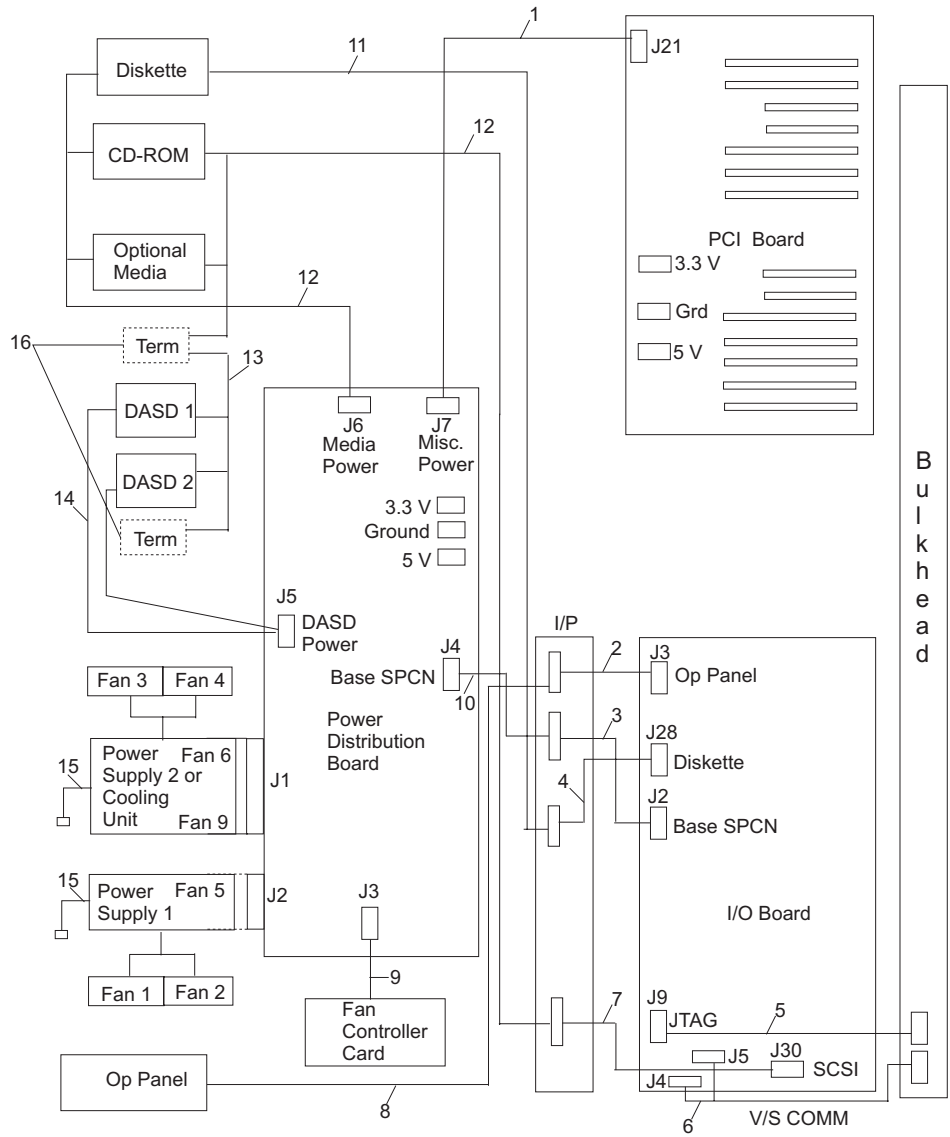 1
J21
11
Diskette
12
CD-ROM
PCI Board
Optional
Media
3.3 V
12
Grd
16
Term
5 V
13
DASD 1
J6
Media
Power
J7
Misc.
Power
Bulkhead
DASD 2
14
3.3 V
Term
Ground
5 V
J5
DASD
Power
I/P
J4
2
J3
Fan 3
Fan 4
Base SPCN
Op Panel
10
Power
Distribution
Board
3
J28
Power
Supply 2 or
Cooling
Unit
Fan 6
15
J1
4
Diskette
J2
Fan 9
Base SPCN
15
Power
Supply 1
Fan 5
J2
J3
I/O Board
9
7
J9
Fan 1
Fan 2
Fan
Controller
Card
JTAG
5
J5
J30
Op Panel
J4
SCSI
8
6
V/S COMM